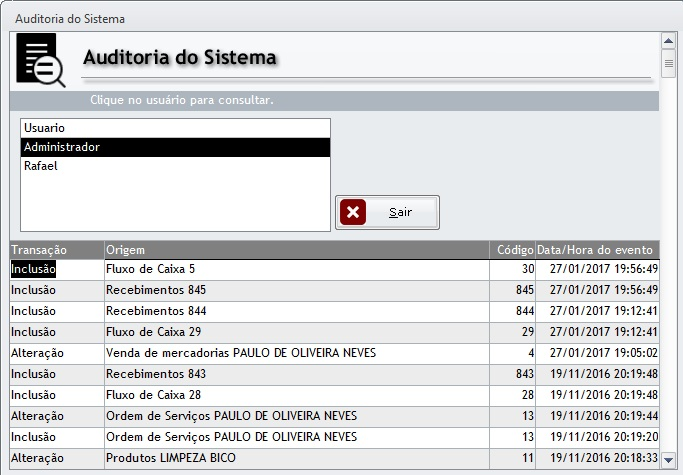 Auditoria do Sistema
Auditoria do Sistema
Clique no usuário para consultar.
Usuario
Administrador
Rafael
Sair
Transação Origem Código Data/Hora do evento
Inclusão Fluxo de Caixa 5 30 27/01/2017 19:56:49
Inclusão Recebimentos 845 845 27/01/2017 19:56:49
Inclusão Recebimentos 844 844 27/01/2017 19:12:41
Inclusão Fluxo de Caixa 29 29 27/01/2017 19:12:41
Alteração Venda de mercadorias PAULO DE OLIVEIRA NEVES 4 27/01/2017 19:05:02
Inclusão Recebimentos 843 843 19/11/2016 20:19:48
Inclusão Fluxo de Caixa 28 28 19/11/2016 20:19:48
Alteração Ordem de Serviços PAULO DE OLIVEIRA NEVES 13 19/11/2016 20:19:44
Inclusão Ordem de Serviços PAULO DE OLIVEIRA NEVES 13 19/11/2016 20:19:20
Alteração Produtos LIMPEZA BICO 11 19/11/2016 20:18:33